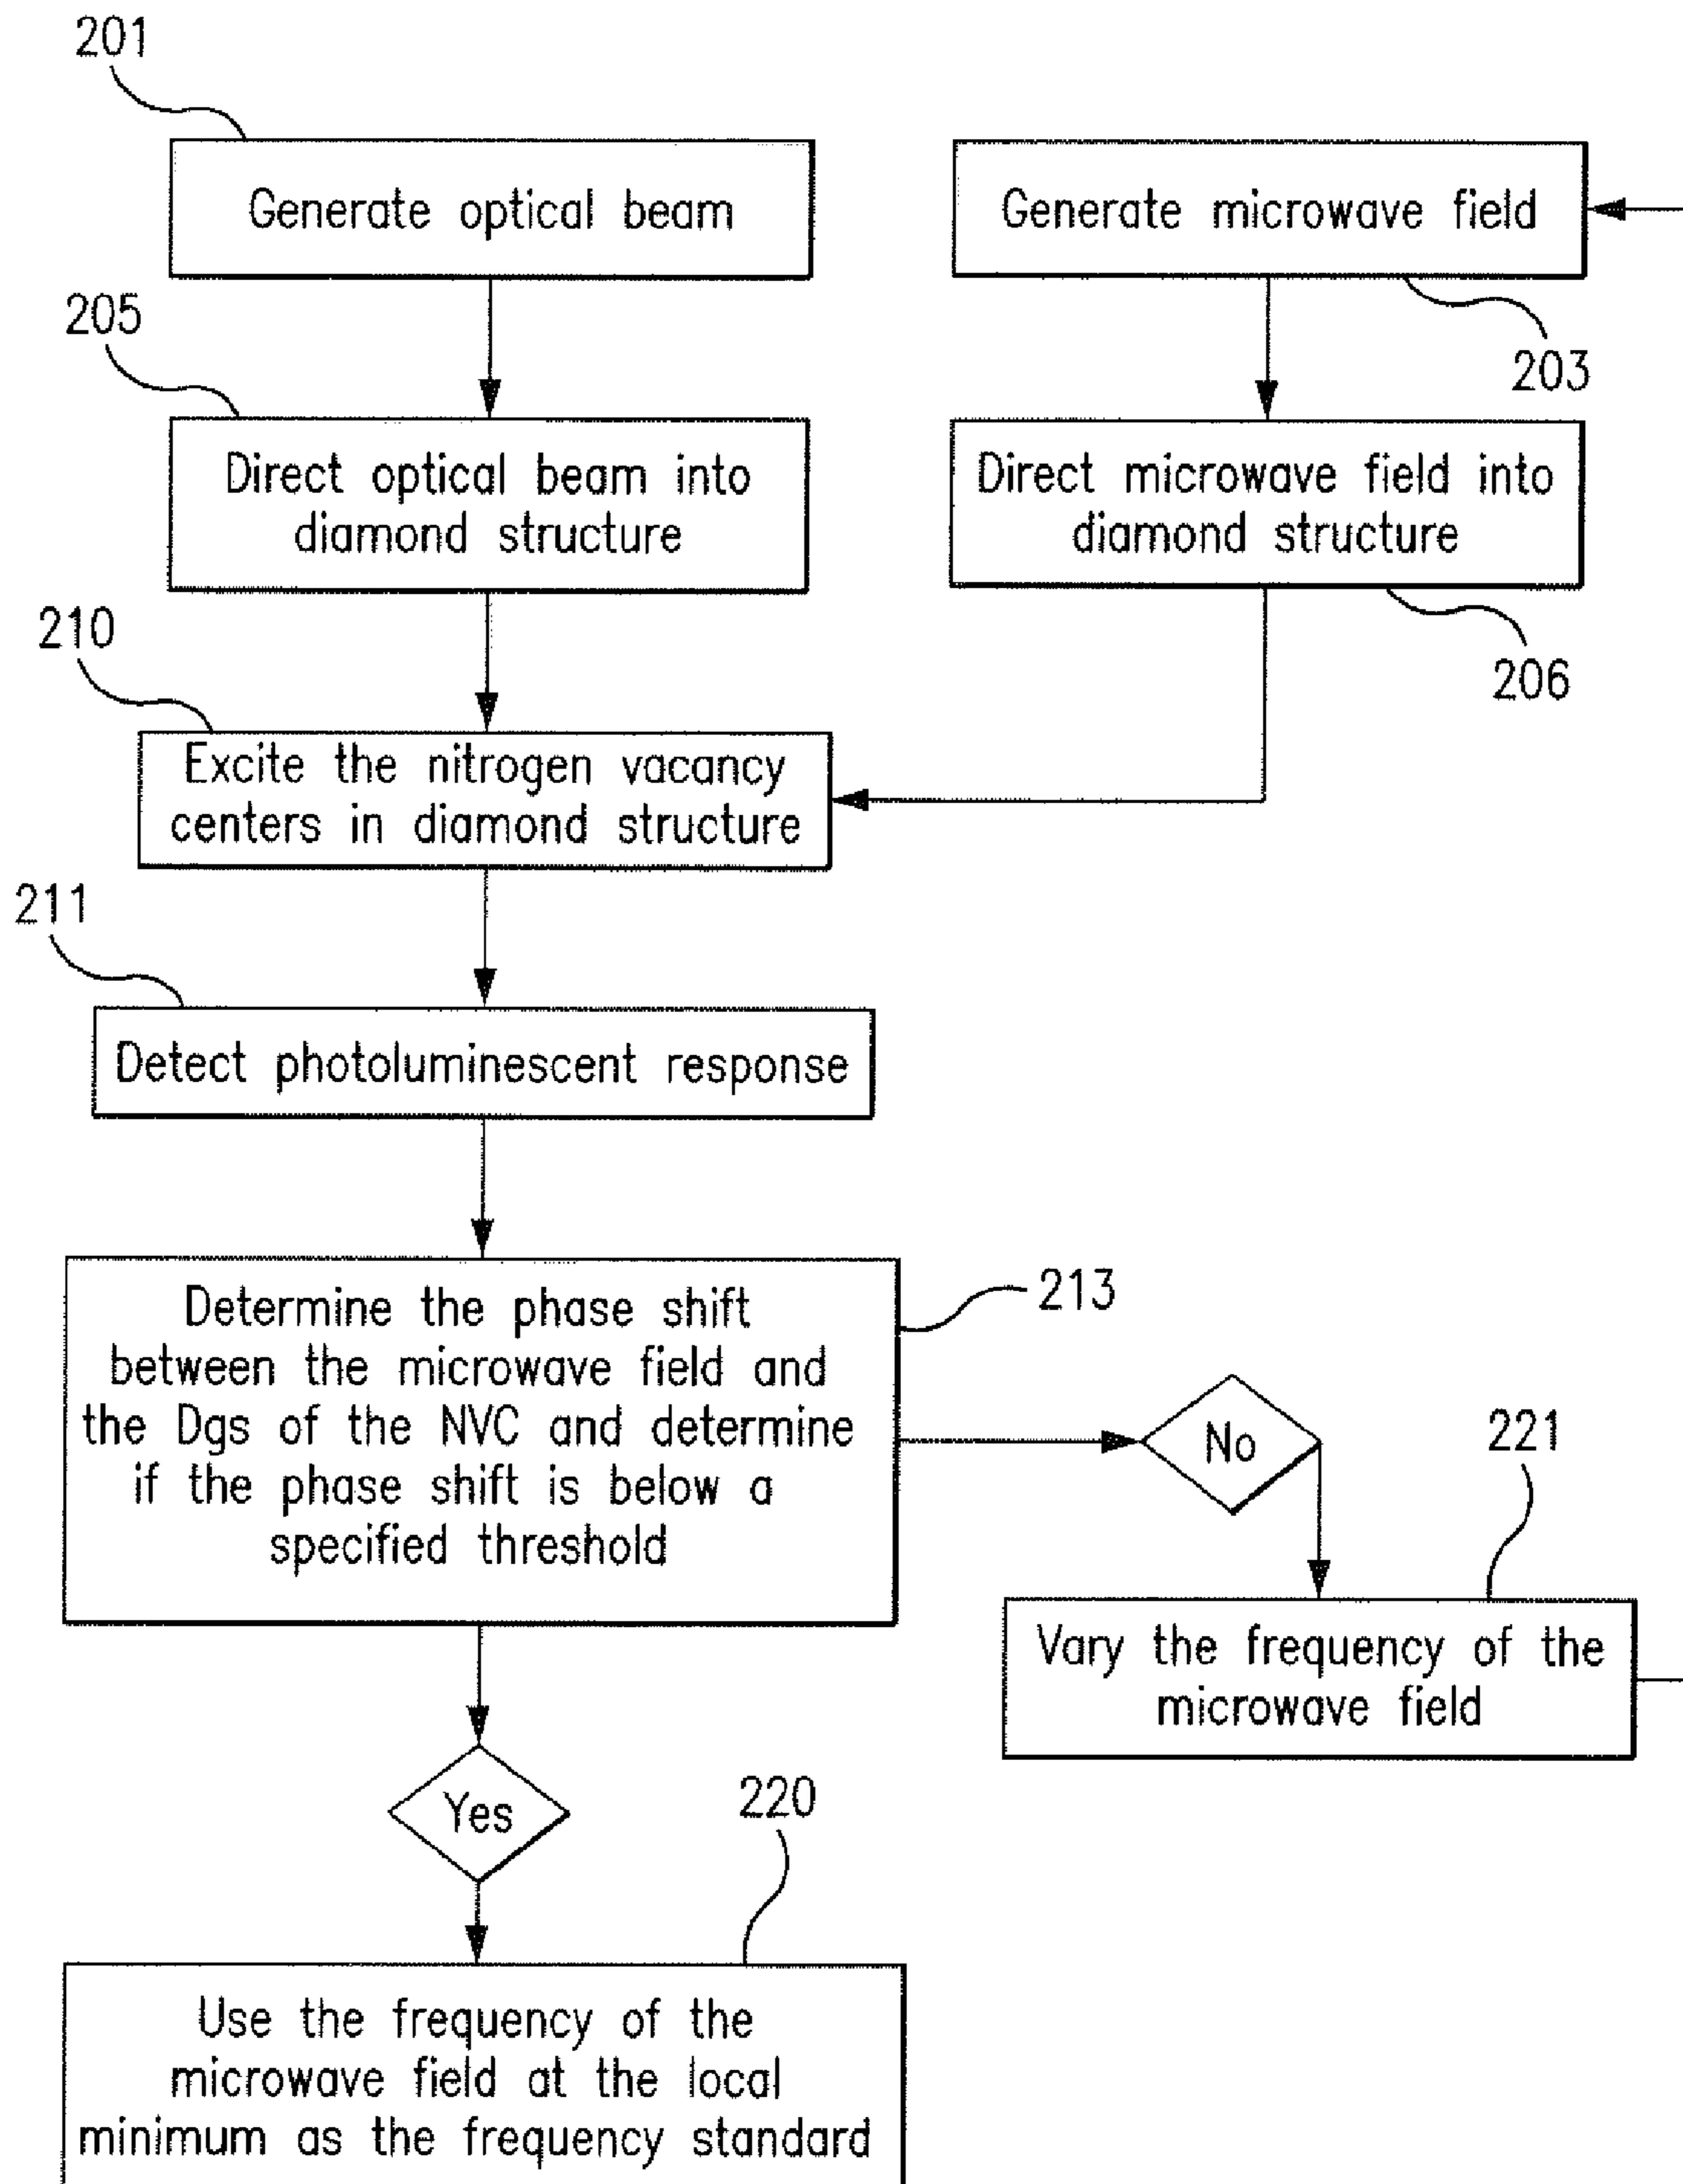 201
Generate optical beam
Generate microwave field
203
205
Direct optical beam into
diamond structure
Direct microwave field into
diamond structure
206
210
Excite the nitrogen vacancy
centers in diamond structure
211
Detect photoluminescent response
Determine the phase shift
between the microwave field and
the Dgs of the NVC and determine
if the phase shift is below a
specified threshold
213
No
221
Vary the frequency of the
microwave field
Yes
220
Use the frequency of the
microwave field at the local
minimum as the frequency standard